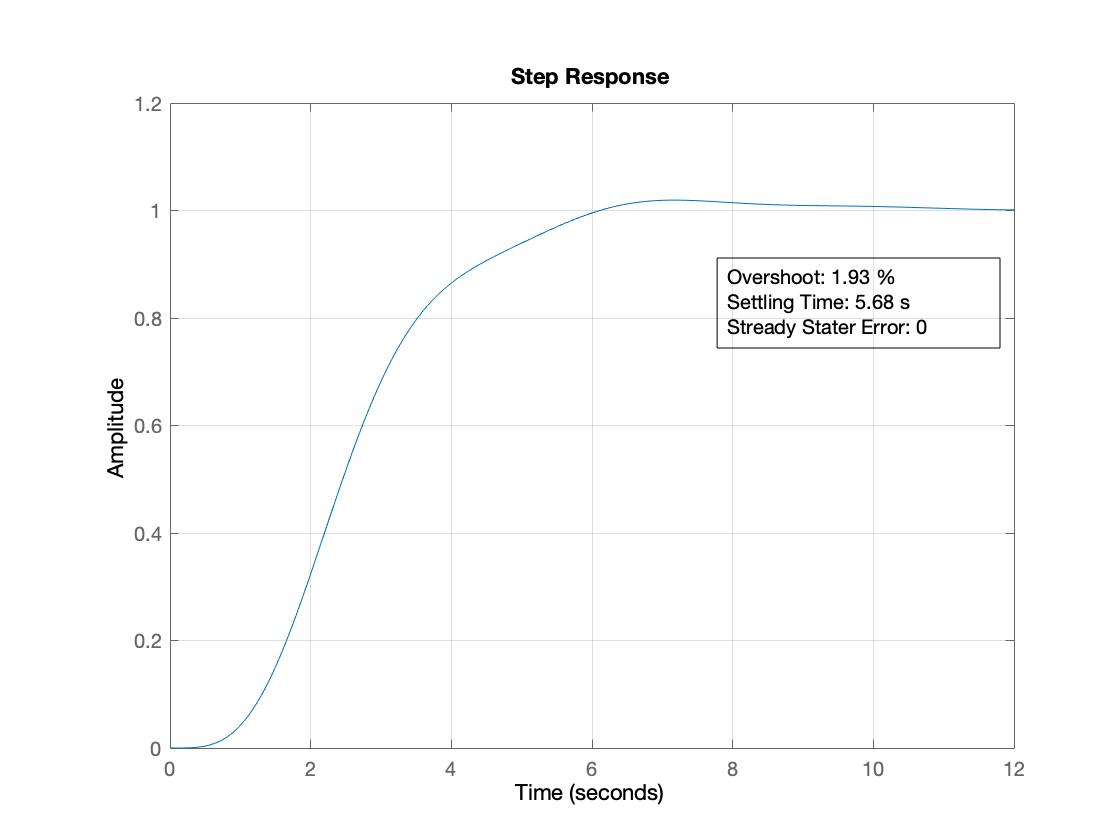 Step Response
1.2
1
0.8
0.6
0.4
0.2
0
Amplitude
Overshoot: 1.93 %
Settling Time: 5.68 s
Stready Stater Error: 0
0 2 4 6 8 10 12
Time (seconds)